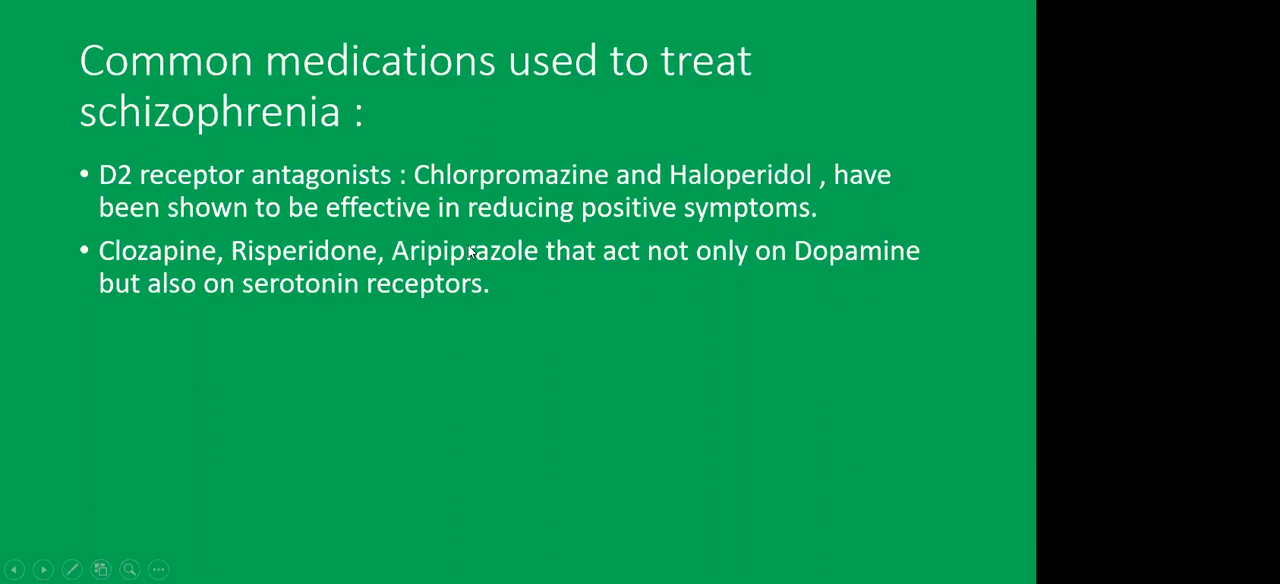 Common medications used to treat
schizophrenia :
• D2 receptor antagonists : Chlorpromazine and Haloperidol , have
been shown to be effective in reducing positive symptoms.
• Clozapine, Risperidone, Aripiprazole that act not only on Dopamine
but also on serotonin receptors.